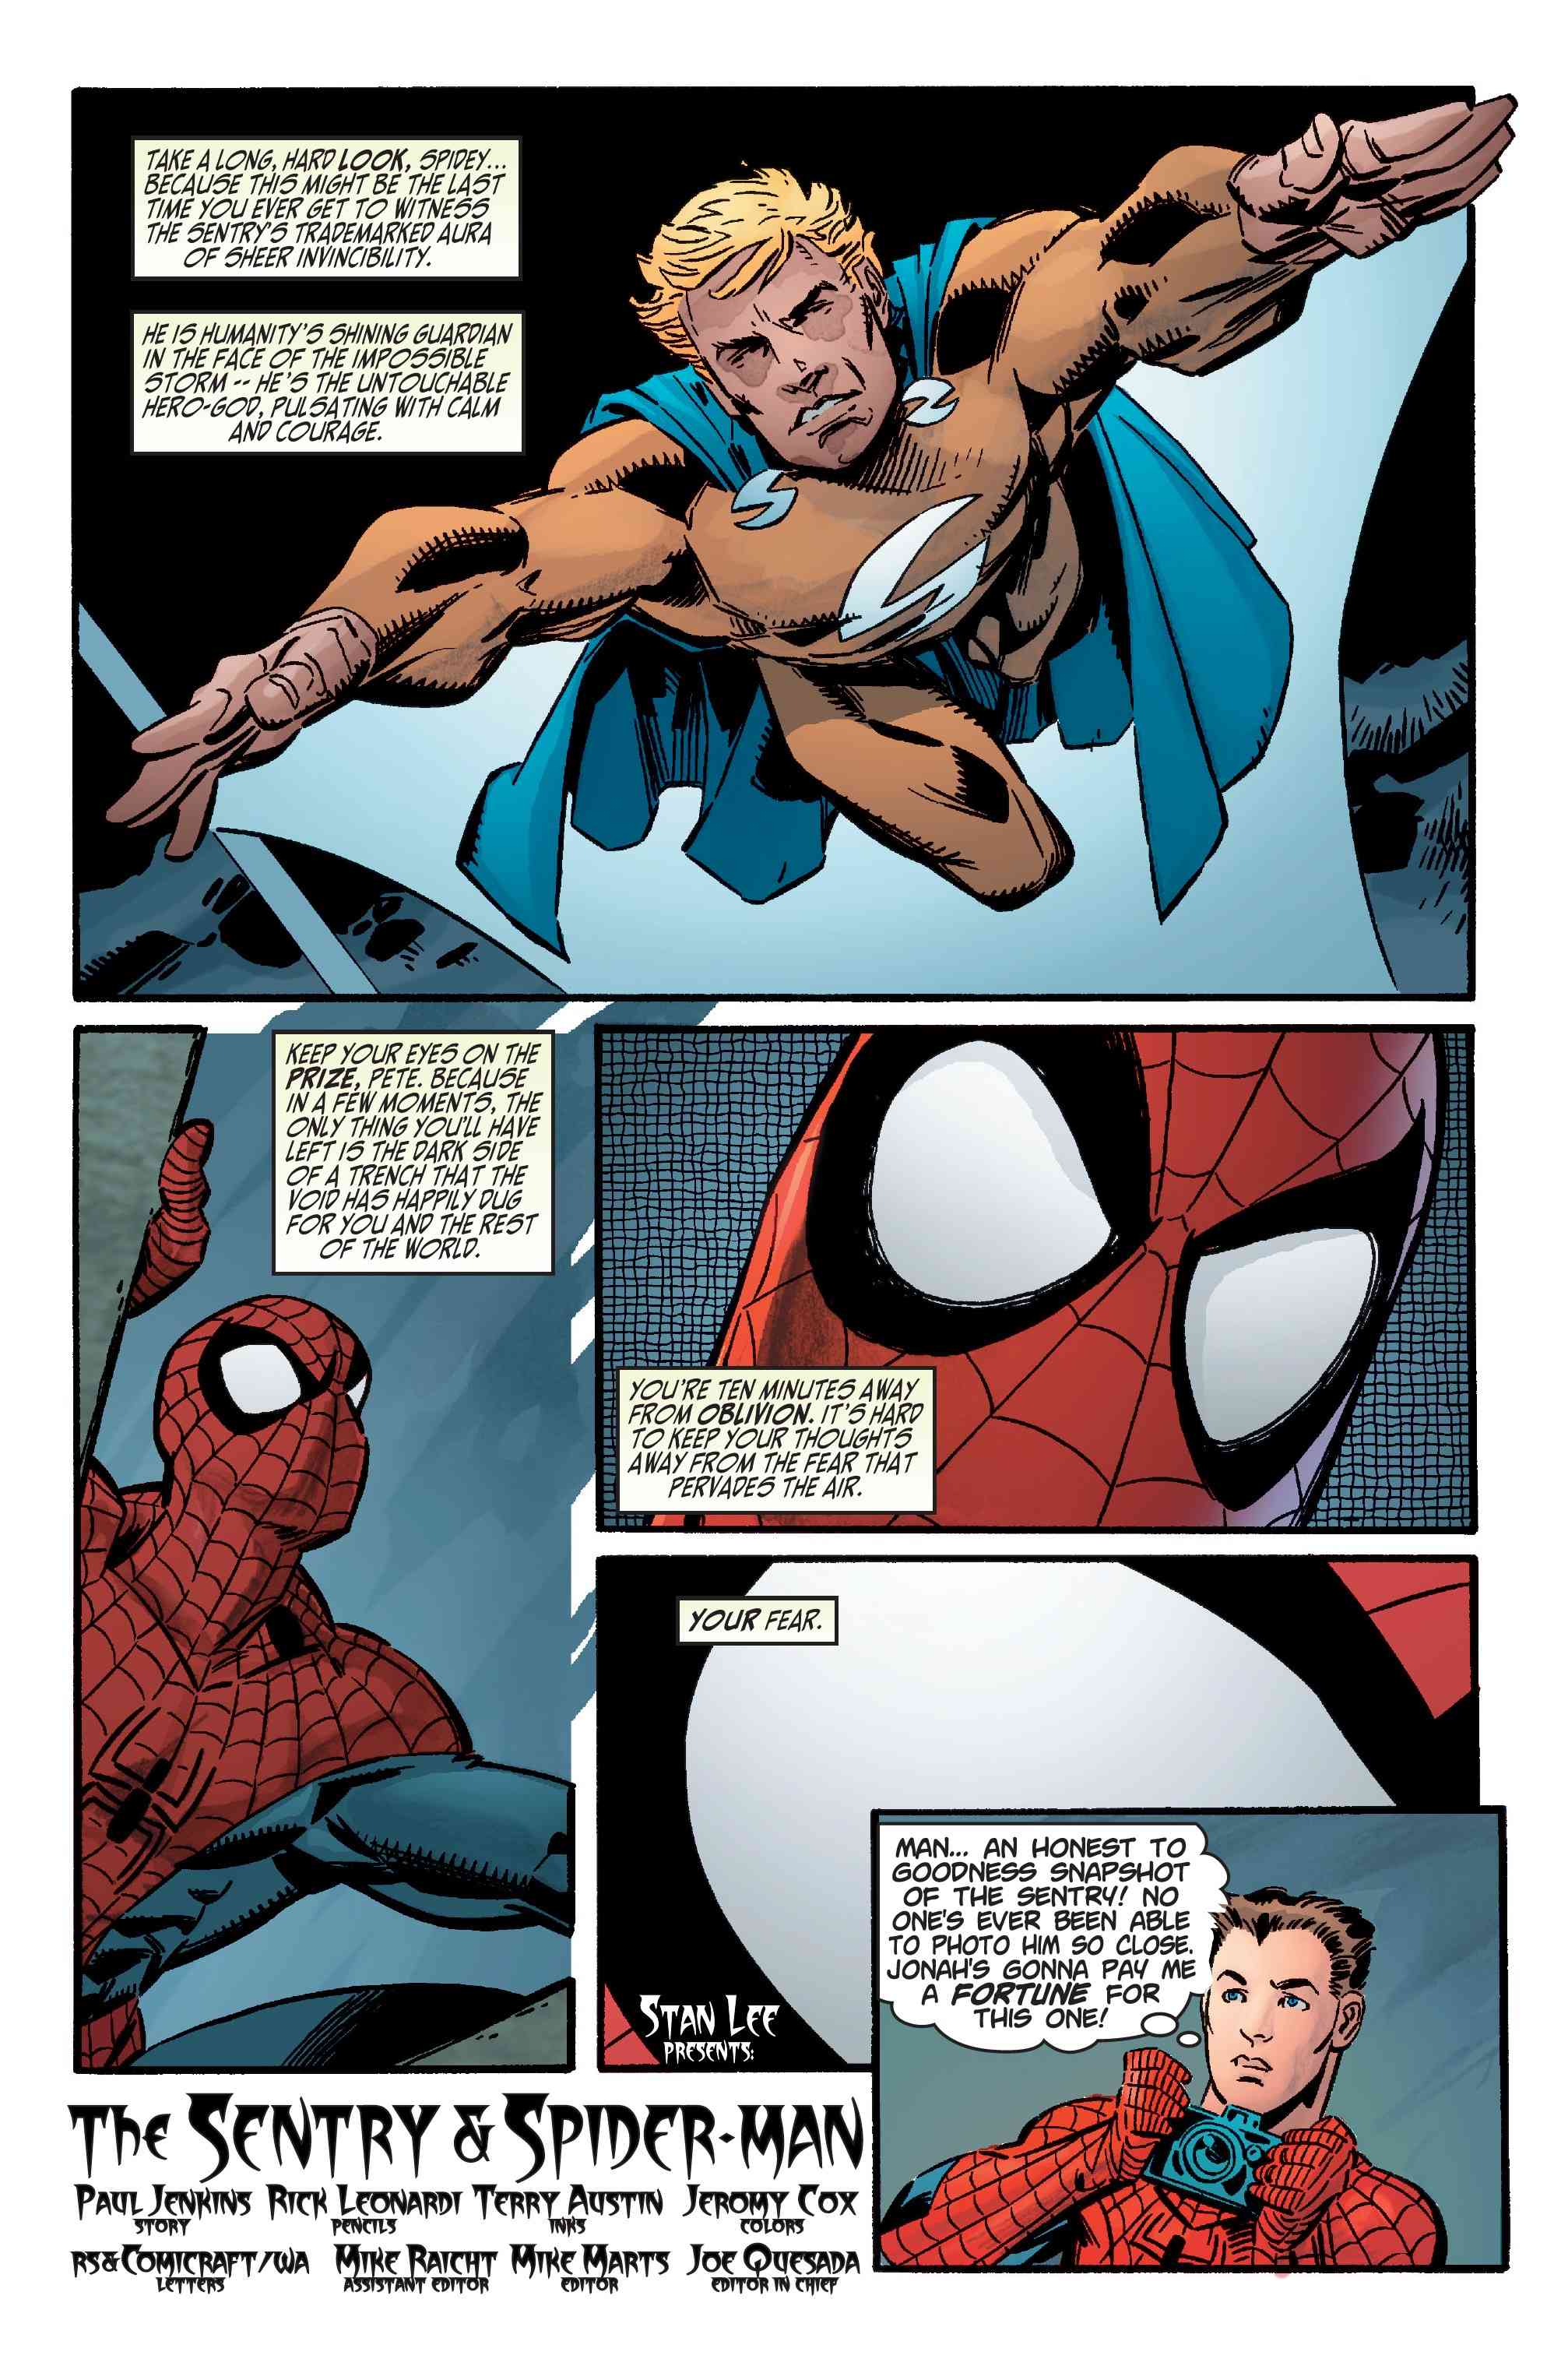 TAKE A LONG, HARD LOOK, SPIDEY...
BECAUSE THIS MIGHT BE THE LAST
TIME YOU EVER GET TO WITNESS
THE SENTRY'S TRADEMARKED AURA
OF SHEER INVINCIBILITY.
HE IS HUMANITY'S SHINING GUARDIAN
IN THE FACE OF THE IMPOSSIBLE
STORM -- HE'S THE UNTOUCHABLE
HERO-GOD, PULSATING WITH CALM
AND COURAGE.
S
KEEP YOUR EYES ON THE
PRIZE, PETE. BECAUSE
IN A FEW MOMENTS, THE
ONLY THING YOU'LL HAVE
LEFT IS THE DARK SIDE
OF A TRENCH THAT THE
VOID HAS HAPPILY DUG
FOR YOU AND THE REST
OF THE WORLD.
YOU'RE TEN MINUTES AWAY
FROM OBLIVION. IT'S HARD
TO KEEP YOUR THOUGHTS
AWAY FROM THE FEAR THAT
PERVADES THE AIR.
YOUR FEAR.
MAN... AN HONEST TO
GOODNESS SNAPSHOT
OF THE SENTRY! NO
ONE'S EVER BEEN ABLE
TO PHOTO HIM SO CLOSE.
JONAH'S GONNA PAY ME
A FORTUNE FOR
THIS ONE!
STAN LEE
PRESENTS:
THE SENTRY & SPIDER-MAN
PAUL JENKINS RICK LEONARDI TERRY AUSTIN JEROMY COX
STORY PENCILS INKS COLORS
RS&COMICRAFT/WA MIKE RAICHT MIKE MARTS JOE QUESADA
LETTERS ASSISTANT EDITOR EDITOR EDITOR IN CHIEF